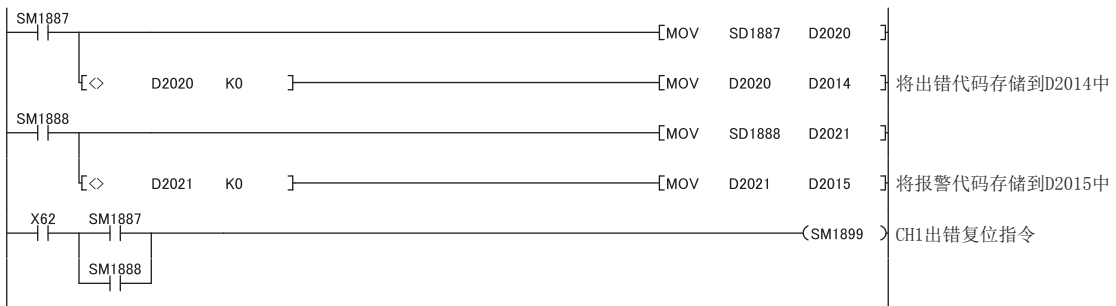 SM1887
[MOV SD1887 D2020 ]
[<> D2020 K0 ] [MOV D2020 D2014 ] 将出错代码存储到D2014中
SM1888
[MOV SD1888 D2021 ]
[<> D2021 K0 ] [MOV D2021 D2015 ] 将报警代码存储到D2015中
X62 SM1887
(SM1899 ) CH1出错复位指令
SM1888